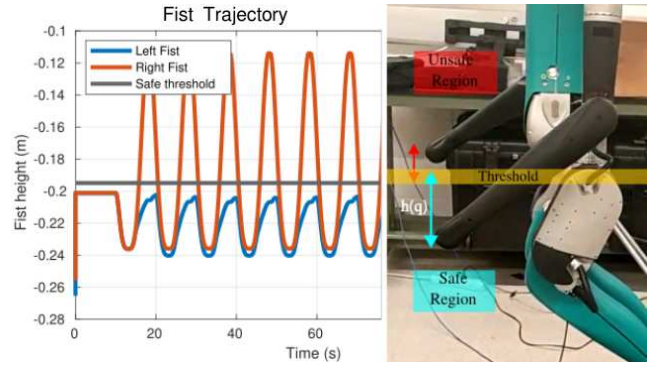 Fist Trajectory
-0.1
-0.12
-0.14
-0.16
-0.18
-0.2
-0.22
-0.24
-0.26
-0.28
Fist height (m)
Left Fist
Right Fist
Safe threshold
0
20
40
60
Time (s)
Unsafe
Region
Threshold
h(q)
Safe
Region